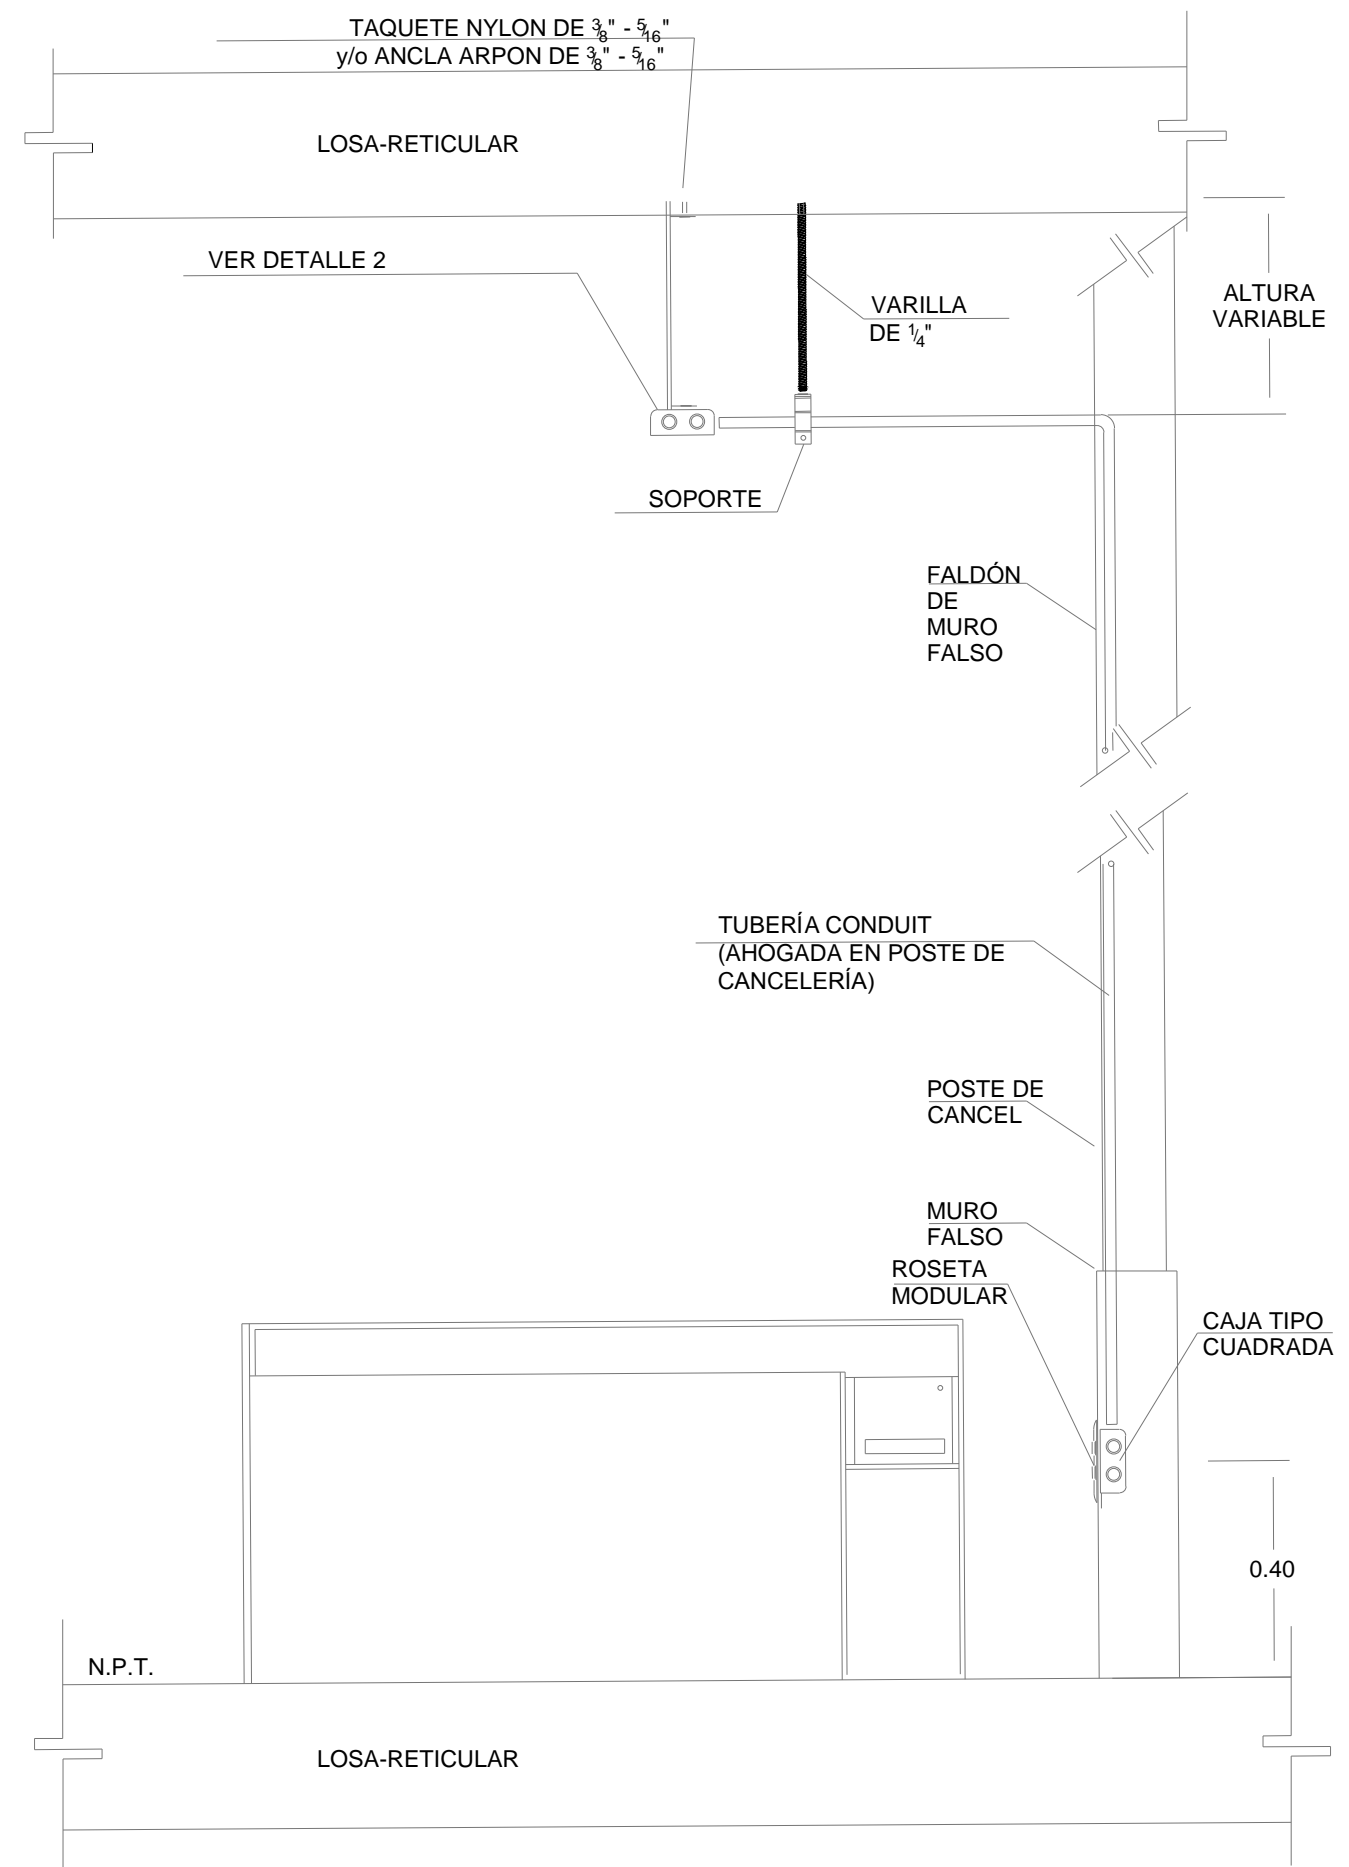 TAQUETE NYLON DE 3/8" - 5/16"
y/o ANCLA ARPON DE 3/8" - 5/16"
LOSA-RETICULAR
VER DETALLE 2
VARILLA
DE 1/4"
ALTURA
VARIABLE
SOPORTE
FALDÓN
DE
MURO
FALSO
TUBERÍA CONDUIT
(AHOGADA EN POSTE DE
CANCELERÍA)
POSTE DE
CANCEL
MURO
FALSO
ROSETA
MODULAR
CAJA TIPO
CUADRADA
0.40
N.P.T.
LOSA-RETICULAR